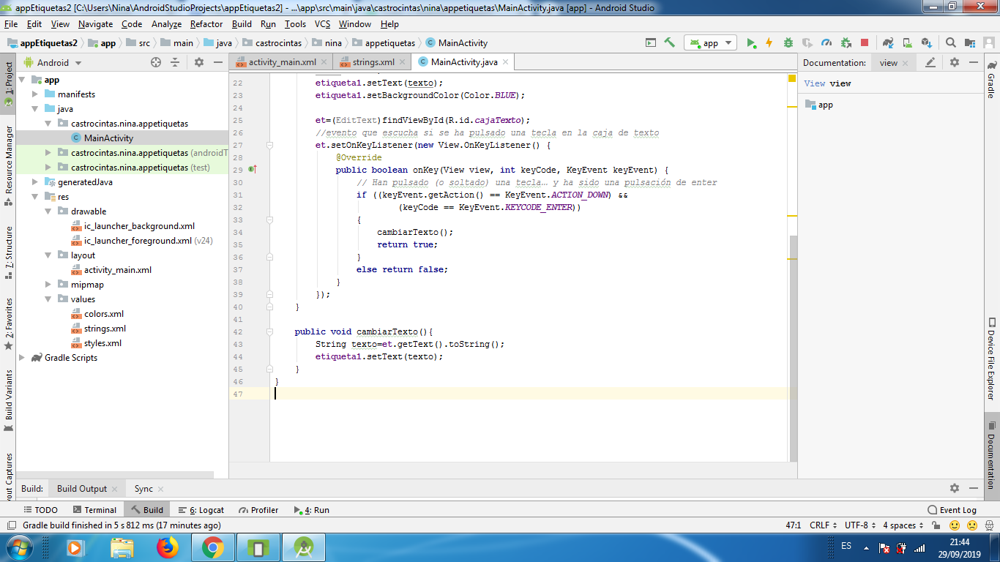 appEtiquetas2 [C:\Users\Nina\AndroidStudioProjects\appEtiquetas2] - ...\app\src\main\java\castrocintas\nina\appetiquetas\MainActivity.java [app] - Android Studio
File Edit View Navigate Code Analyze Refactor Build Run Tools VCS Window Help
appEtiquetas2 app src main java castrocintas nina appetiquetas MainActivity
app
1: Project
Resource Manager
7: Structure
2: Favorites
Build Variants
Captures
Android
app
manifests
java
castrocintas.nina.appetiquetas
MainActivity
castrocintas.nina.appetiquetas (androidT
castrocintas.nina.appetiquetas (test)
generatedJava
res
drawable
ic_launcher_background.xml
ic_launcher_foreground.xml (v24)
layout
activity_main.xml
mipmap
values
colors.xml
strings.xml
styles.xml
Gradle Scripts
activity_main.xml strings.xml MainActivity.java
22 etiqueta1.setText(texto);
23 etiqueta1.setBackgroundColor(Color.BLUE);
24
25 et=(EditText)findViewById(R.id.cajaTexto);
26 //evento que escucha si se ha pulsado una tecla en la caja de texto
27 et.setOnKeyListener(new View.OnKeyListener() {
28 @Override
29 public boolean onKey(View view, int keyCode, KeyEvent keyEvent) {
30 // Han pulsado (o soltado) una tecla… y ha sido una pulsación de enter
31 if ((keyEvent.getAction() == KeyEvent.ACTION_DOWN) &&
32 (keyCode == KeyEvent.KEYCODE_ENTER))
33 {
34 cambiarTexto();
35 return true;
36 }
37 else return false;
38 }
39 });
40 }
41
42 public void cambiarTexto(){
43 String texto=et.getText().toString();
44 etiqueta1.setText(texto);
45 }
46 }
47
Documentation: view
View view
app
Gradle
Device File Explorer
Documentation
Build: Build Output Sync
TODO Terminal Build 6: Logcat Profiler 4: Run Event Log
Gradle build finished in 5 s 812 ms (17 minutes ago) 47:1 CRLF UTF-8 4 spaces
ES
21:44
29/09/2019